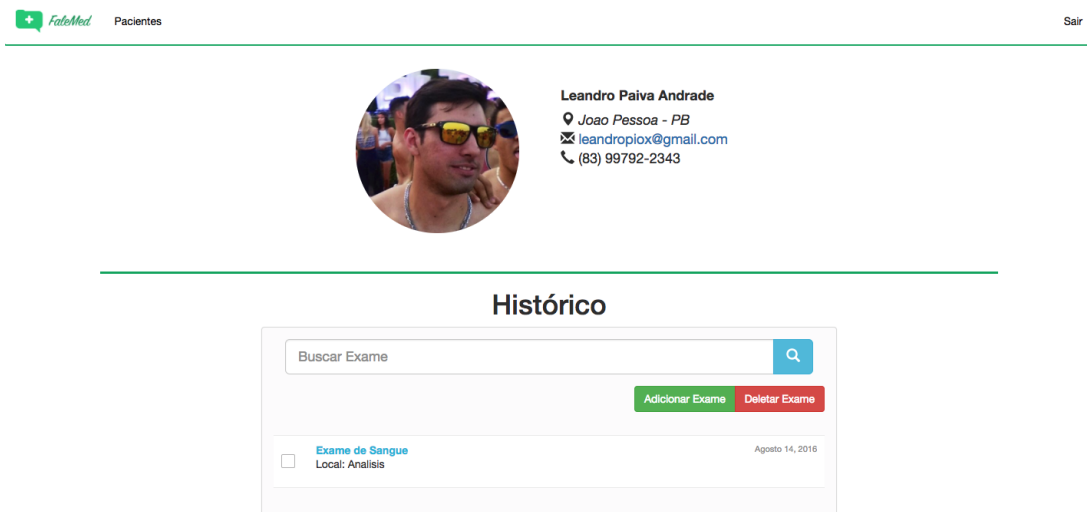 FaleMed Pacientes Sair
Leandro Paiva Andrade
Joao Pessoa - PB
leandropiox@gmail.com
(83) 99792-2343
Histórico
Buscar Exame
Adicionar Exame Deletar Exame
Exame de Sangue Agosto 14, 2016
Local: Analisis